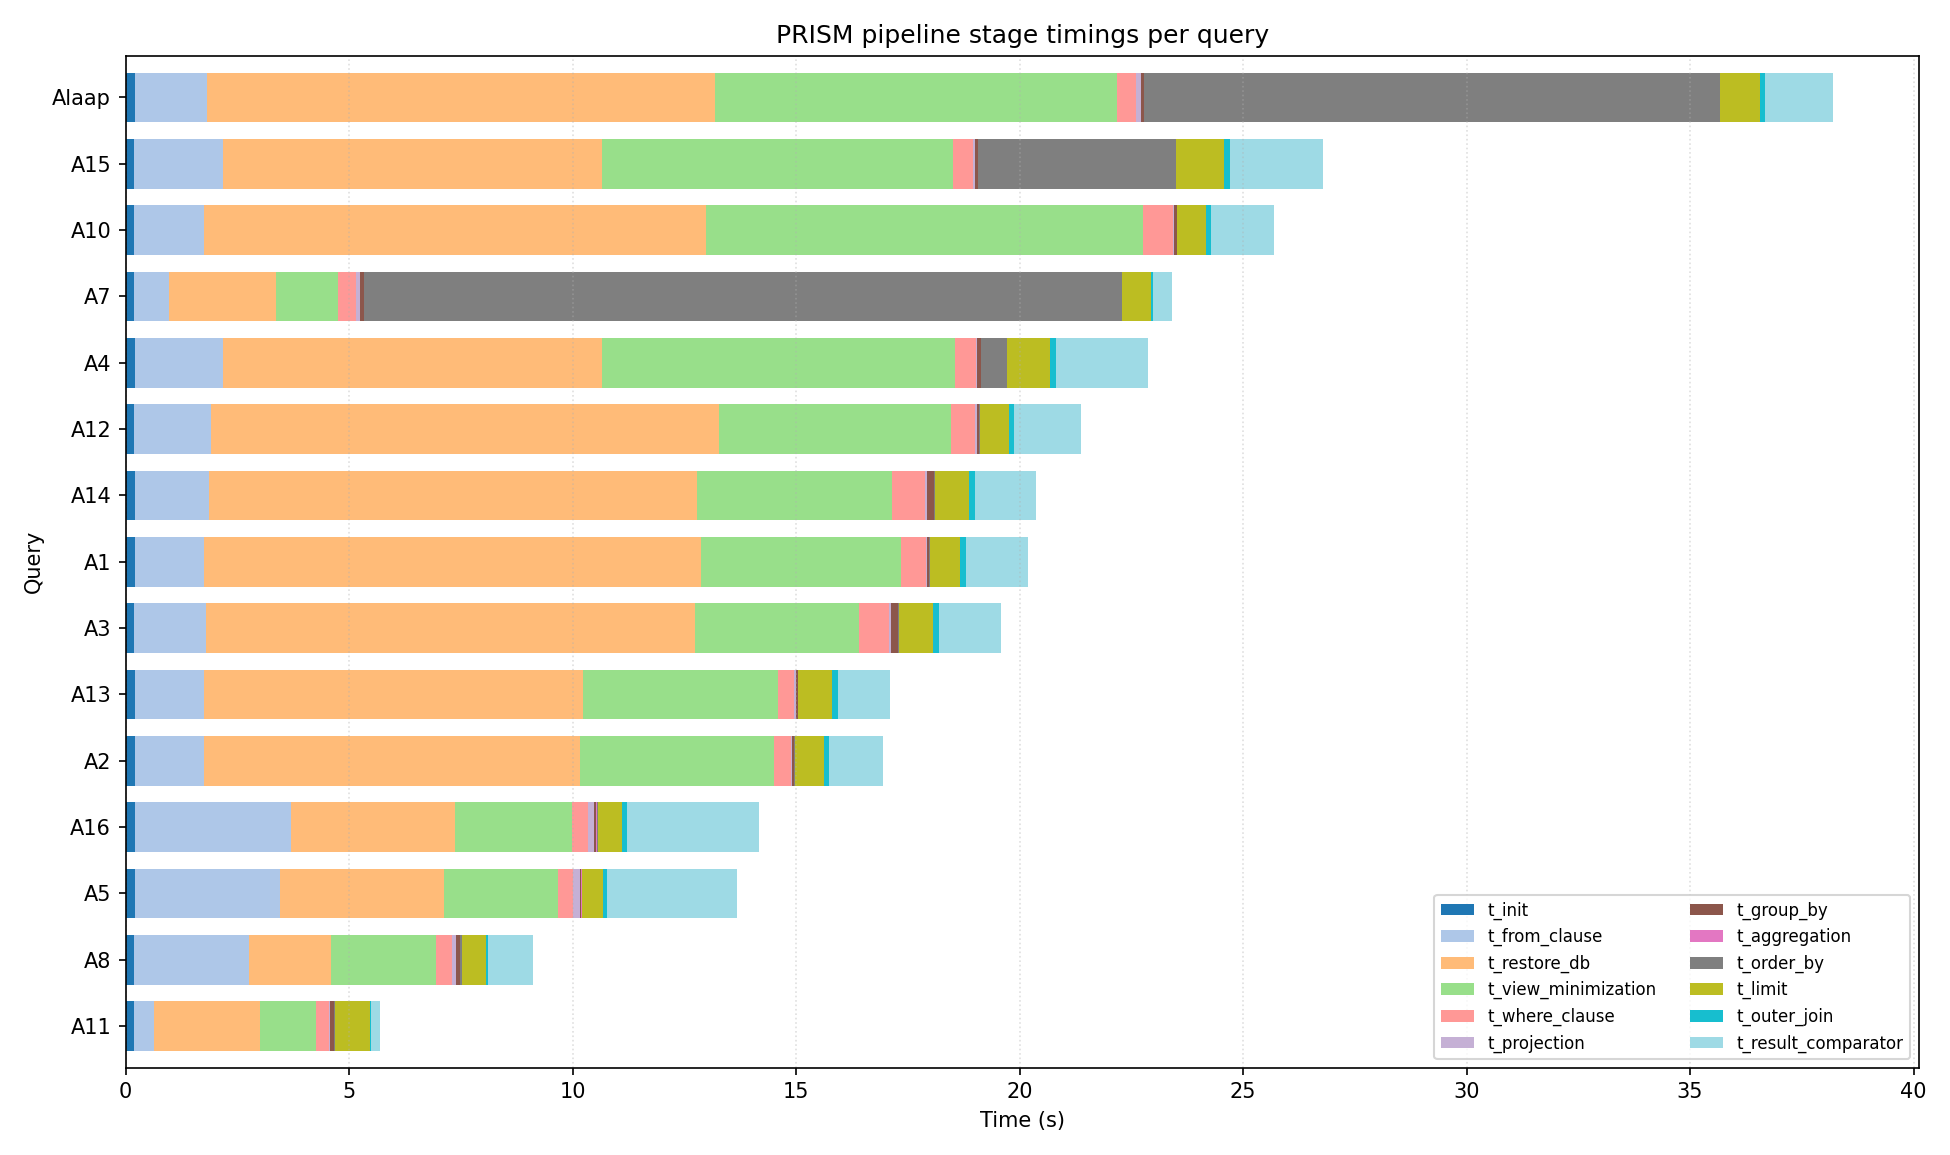 PRISM pipeline stage timings per query
Alaap
A15
A10
A7
A4
A12
A14
A1
A3
A13
A2
A16
A5
A8
A11
Query
0 5 10 15 20 25 30 35 40
Time (s)
t_init
t_from_clause
t_restore_db
t_view_minimization
t_where_clause
t_projection
t_group_by
t_aggregation
t_order_by
t_limit
t_outer_join
t_result_comparator